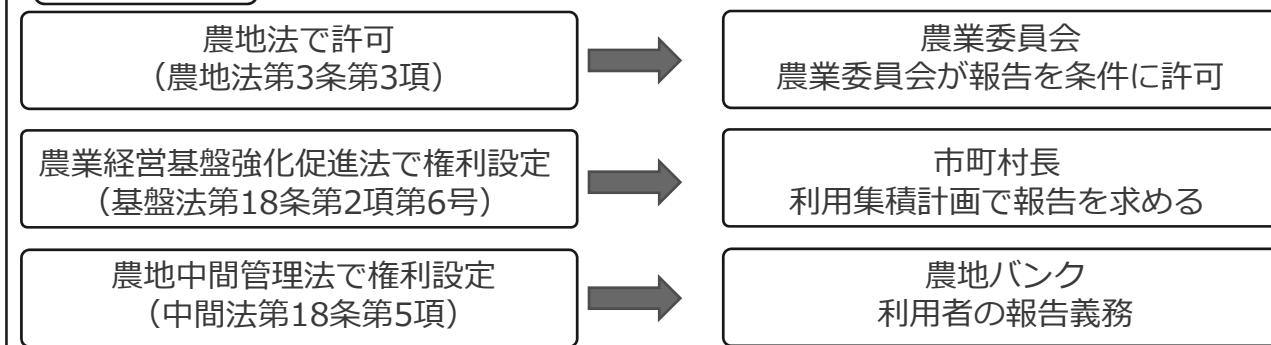 農地法で許可
（農地法第3条第3項）
農業委員会
農業委員会が報告を条件に許可
農業経営基盤強化促進法で権利設定
（基盤法第18条第2項第6号）
市町村長
利用集積計画で報告を求める
農地中間管理法で権利設定
（中間法第18条第5項）
農地バンク
利用者の報告義務